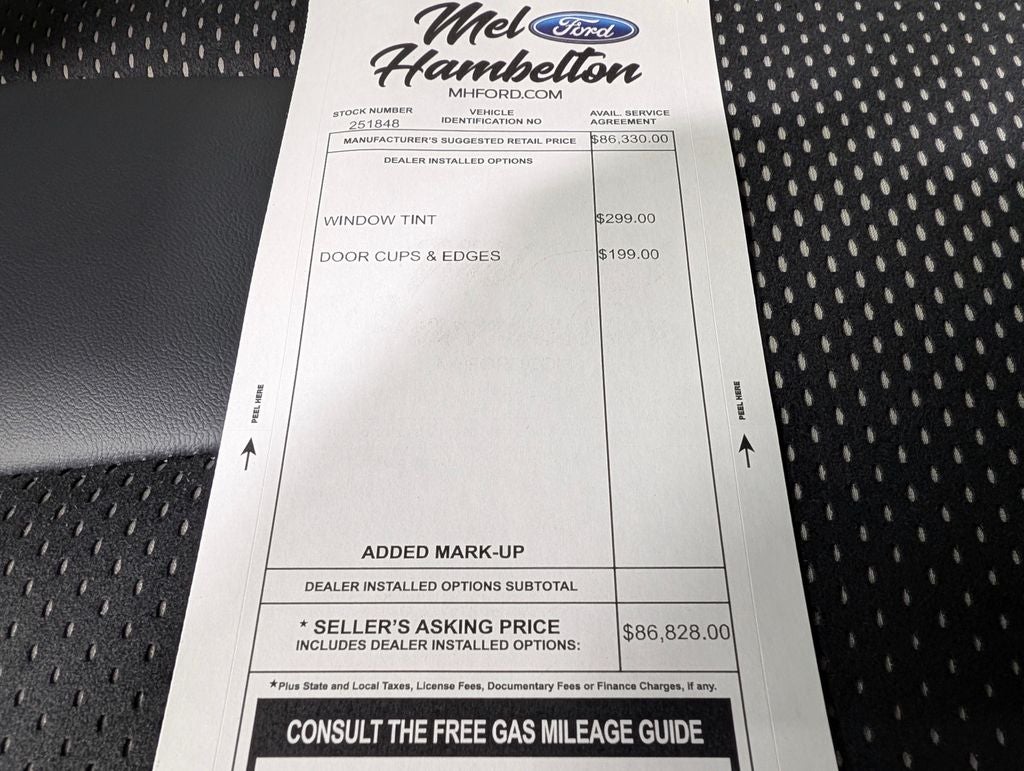 Mel Ford
Hambelton
MHFORD.COM
STOCK NUMBER
251848
VEHICLE
IDENTIFICATION NO
AVAIL. SERVICE
AGREEMENT
MANUFACTURER'S SUGGESTED RETAIL PRICE $86,330.00
DEALER INSTALLED OPTIONS
WINDOW TINT $299.00
DOOR CUPS & EDGES $199.00
PEEL HERE
PEEL HERE
ADDED MARK-UP
DEALER INSTALLED OPTIONS SUBTOTAL
* SELLER'S ASKING PRICE $86,828.00
INCLUDES DEALER INSTALLED OPTIONS:
*Plus State and Local Taxes, License Fees, Documentary Fees or Finance Charges, if any.
CONSULT THE FREE GAS MILEAGE GUIDE